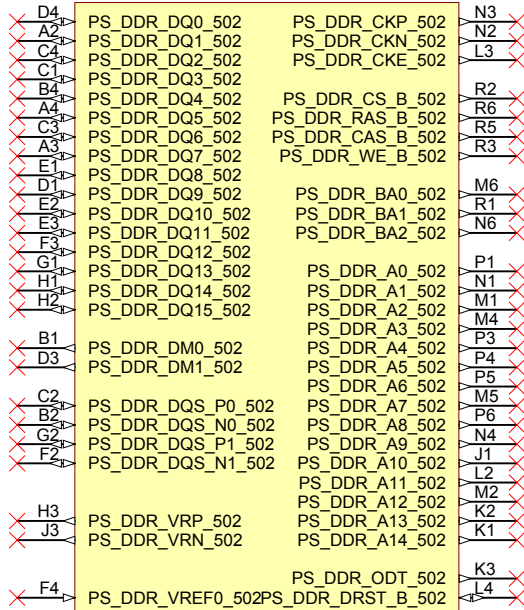 D4 PS_DDR_DQ0_502 PS_DDR_CKP_502 N3
A2 PS_DDR_DQ1_502 PS_DDR_CKN_502 N2
C4 PS_DDR_DQ2_502 PS_DDR_CKE_502 L3
C1 PS_DDR_DQ3_502
B4 PS_DDR_DQ4_502 PS_DDR_CS_B_502 R2
A4 PS_DDR_DQ5_502 PS_DDR_RAS_B_502 R6
C3 PS_DDR_DQ6_502 PS_DDR_CAS_B_502 R5
A3 PS_DDR_DQ7_502 PS_DDR_WE_B_502 R3
E1 PS_DDR_DQ8_502
D1 PS_DDR_DQ9_502 PS_DDR_BA0_502 M6
E2 PS_DDR_DQ10_502 PS_DDR_BA1_502 R1
E3 PS_DDR_DQ11_502 PS_DDR_BA2_502 N6
F3 PS_DDR_DQ12_502
G1 PS_DDR_DQ13_502 PS_DDR_A0_502 P1
H1 PS_DDR_DQ14_502 PS_DDR_A1_502 N1
H2 PS_DDR_DQ15_502 PS_DDR_A2_502 M1
PS_DDR_A3_502 M4
B1 PS_DDR_DM0_502 PS_DDR_A4_502 P3
D3 PS_DDR_DM1_502 PS_DDR_A5_502 P4
PS_DDR_A6_502 P5
C2 PS_DDR_DQS_P0_502 PS_DDR_A7_502 M5
B2 PS_DDR_DQS_N0_502 PS_DDR_A8_502 P6
G2 PS_DDR_DQS_P1_502 PS_DDR_A9_502 N4
F2 PS_DDR_DQS_N1_502 PS_DDR_A10_502 J1
PS_DDR_A11_502 L2
PS_DDR_A12_502 M2
H3 PS_DDR_VRP_502 PS_DDR_A13_502 K2
J3 PS_DDR_VRN_502 PS_DDR_A14_502 K1
PS_DDR_ODT_502 K3
F4 PS_DDR_VREF0_502 PS_DDR_DRST_B_502 L4